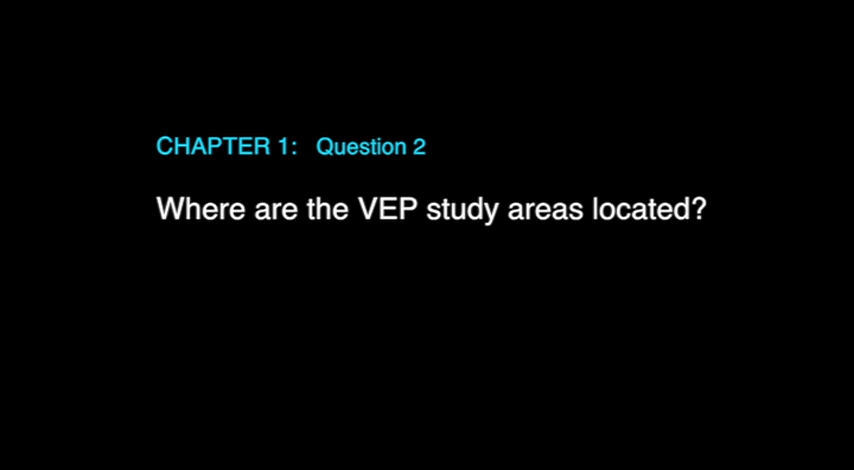 CHAPTER 1: Question 2
Where are the VEP study areas located?